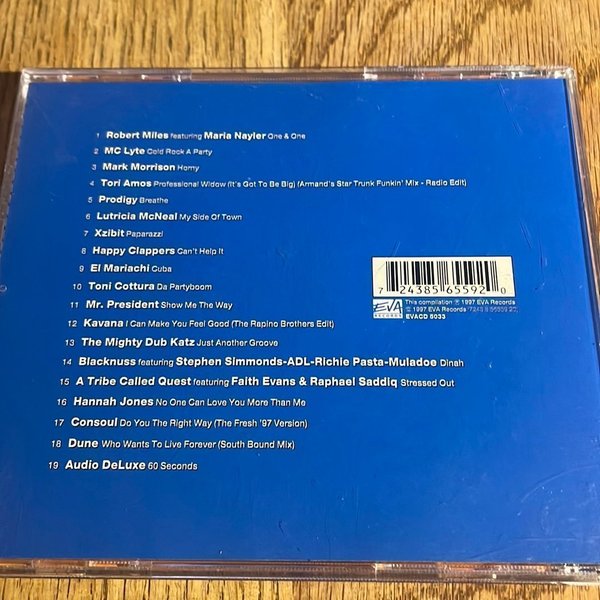 1 Robert Miles featuring Maria Nayler One & One
2 MC Lyte Cold Rock A Party
3 Mark Morrison Horny
4 Tori Amos Professional Widow (It's Got To Be Big) (Armand's Star Trunk Funkin' Mix - Radio Edit)
5 Prodigy Breathe
6 Lutricia McNeal My Side Of Town
7 Xzibit Paparazzi
8 Happy Clappers Can't Help It
9 El Mariachi Cuba
10 Toni Cottura Da Partyboom
11 Mr. President Show Me The Way
12 Kavana I Can Make You Feel Good (The Rapino Brothers Edit)
13 The Mighty Dub Katz Just Another Groove
14 Blacknuss featuring Stephen Simmonds-ADL-Richie Pasta-Muladoe Dinah
15 A Tribe Called Quest featuring Faith Evans & Raphael Saddiq Stressed Out
16 Hannah Jones No One Can Love You More Than Me
17 Consoul Do You The Right Way (The Fresh '97 Version)
18 Dune Who Wants To Live Forever (South Bound Mix)
19 Audio DeLuxe 60 Seconds
7 24385 65592 0
EVA
RECORDS
This compilation ℗ 1997 EVA Records
© 1997 EVA Records
EVACD 5033